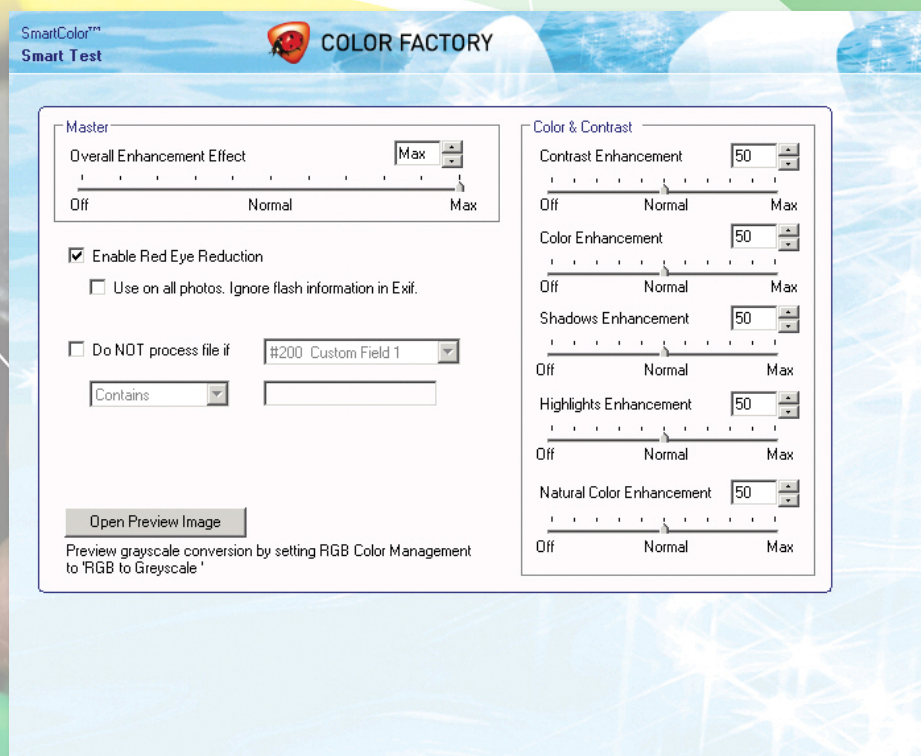 SmartColor™
Smart Test
COLOR FACTORY
Master
Overall Enhancement Effect
Max
Off Normal Max
Enable Red Eye Reduction
Use on all photos. Ignore flash information in Exif.
Do NOT process file if
#200 Custom Field 1
Contains
Open Preview Image
Preview grayscale conversion by setting RGB Color Management
to 'RGB to Greyscale '
Color & Contrast
Contrast Enhancement 50
Off Normal Max
Color Enhancement 50
Off Normal Max
Shadows Enhancement 50
Off Normal Max
Highlights Enhancement 50
Off Normal Max
Natural Color Enhancement 50
Off Normal Max